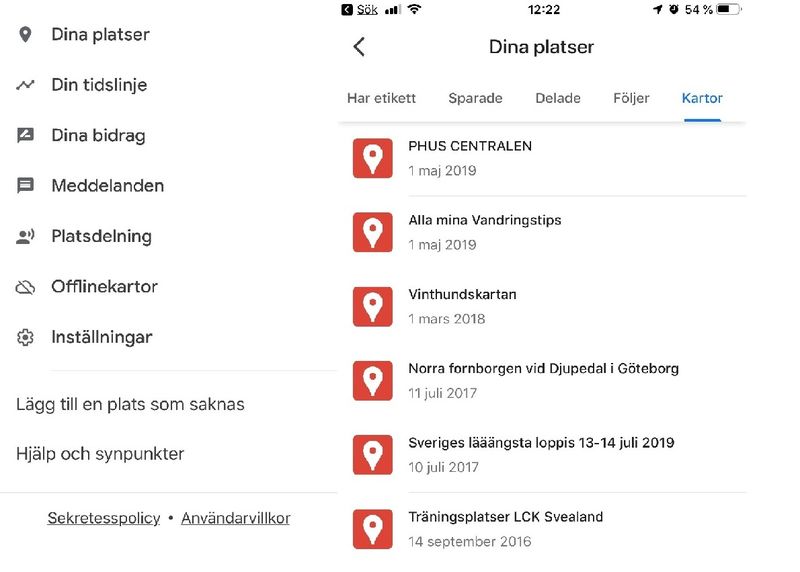 Dina platser
Din tidslinje
Dina bidrag
Meddelanden
Platsdelning
Offlinekartor
Inställningar
Lägg till en plats som saknas
Hjälp och synpunkter
Sekretesspolicy • Användarvillkor
Sök 12:22 54 %
Dina platser
Har etikett Sparade Delade Följer Kartor
PHUS CENTRALEN
1 maj 2019
Alla mina Vandringstips
1 maj 2019
Vinthundskartan
1 mars 2018
Norra fornborgen vid Djupedal i Göteborg
11 juli 2017
Sveriges lääängsta loppis 13-14 juli 2019
10 juli 2017
Träningsplatser LCK Svealand
14 september 2016